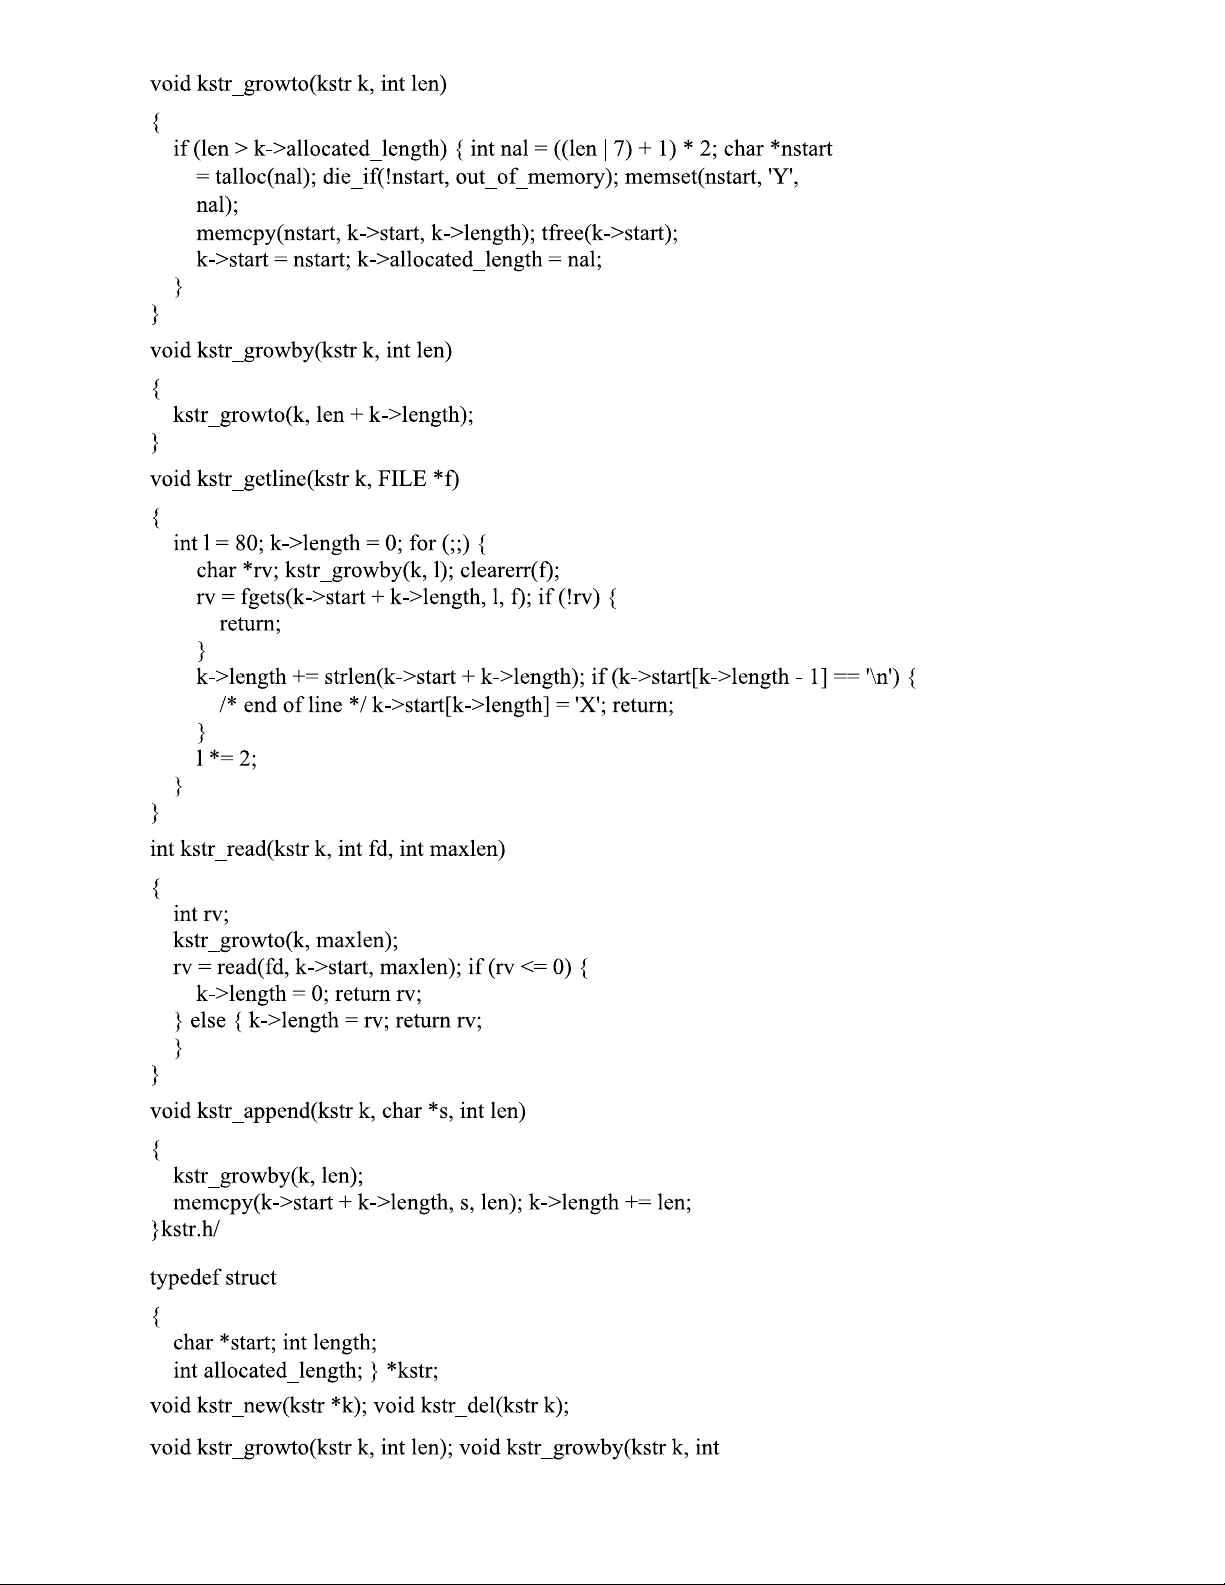 void kstr_growto(kstr k, int len)
{
if (len > k->allocated_length) { int nal = ((len | 7) + 1) * 2; char *nstart
= talloc(nal); die_if(!nstart, out_of_memory); memset(nstart, 'Y',
nal);
memcpy(nstart, k->start, k->length); tfree(k->start);
k->start = nstart; k->allocated_length = nal;
}
}
void kstr_growby(kstr k, int len)
{
kstr_growto(k, len + k->length);
}
void kstr_getline(kstr k, FILE *f)
{
int l = 80; k->length = 0; for (;;) {
char *rv; kstr_growby(k, l); clearerr(f);
rv = fgets(k->start + k->length, l, f); if (!rv) {
return;
}
k->length += strlen(k->start + k->length); if (k->start[k->length - 1] == '\n') {
/* end of line */ k->start[k->length] = 'X'; return;
}
l *= 2;
}
}
int kstr_read(kstr k, int fd, int maxlen)
{
int rv;
kstr_growto(k, maxlen);
rv = read(fd, k->start, maxlen); if (rv <= 0) {
k->length = 0; return rv;
} else { k->length = rv; return rv;
}
}
void kstr_append(kstr k, char *s, int len)
{
kstr_growby(k, len);
memcpy(k->start + k->length, s, len); k->length += len;
}kstr.h/
typedef struct
{
char *start; int length;
int allocated_length; } *kstr;
void kstr_new(kstr *k); void kstr_del(kstr k);
void kstr_growto(kstr k, int len); void kstr_growby(kstr k, int